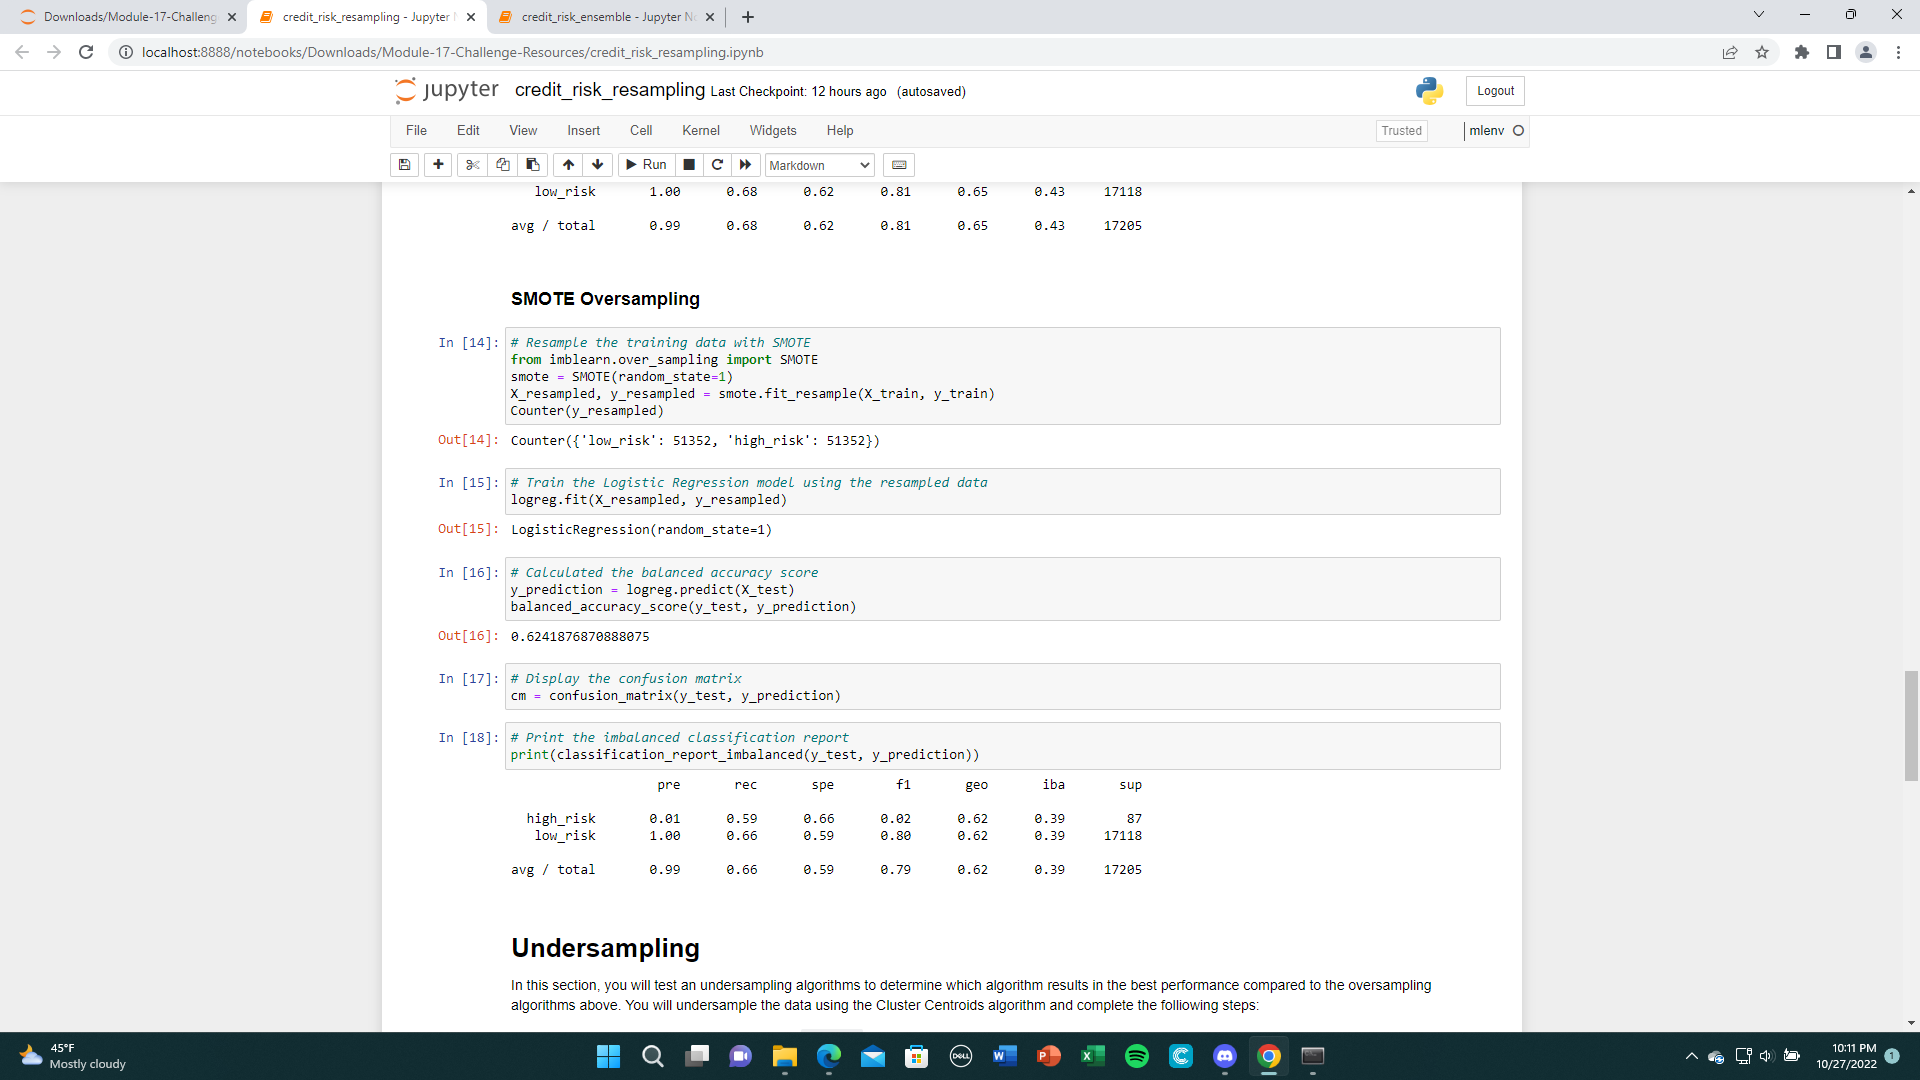 Downloads/Module-17-Challeng
credit_risk_resampling - Jupyter
credit_risk_ensemble - Jupyter
localhost:8888/notebooks/Downloads/Module-17-Challenge-Resources/credit_risk_resampling.ipynb
jupyter credit_risk_resampling Last Checkpoint: 12 hours ago (autosaved)
Logout
File Edit View Insert Cell Kernel Widgets Help
Trusted mlenv
Run Markdown
low_risk 1.00 0.68 0.62 0.81 0.65 0.43 17118
avg / total 0.99 0.68 0.62 0.81 0.65 0.43 17205
SMOTE Oversampling
In [14]: # Resample the training data with SMOTE
from imblearn.over_sampling import SMOTE
smote = SMOTE(random_state=1)
X_resampled, y_resampled = smote.fit_resample(X_train, y_train)
Counter(y_resampled)
Out[14]: Counter({'low_risk': 51352, 'high_risk': 51352})
In [15]: # Train the Logistic Regression model using the resampled data
logreg.fit(X_resampled, y_resampled)
Out[15]: LogisticRegression(random_state=1)
In [16]: # Calculated the balanced accuracy score
y_prediction = logreg.predict(X_test)
balanced_accuracy_score(y_test, y_prediction)
Out[16]: 0.6241876870888075
In [17]: # Display the confusion matrix
cm = confusion_matrix(y_test, y_prediction)
In [18]: # Print the imbalanced classification report
print(classification_report_imbalanced(y_test, y_prediction))
pre rec spe f1 geo iba sup
high_risk 0.01 0.59 0.66 0.02 0.62 0.39 87
low_risk 1.00 0.66 0.59 0.80 0.62 0.39 17118
avg / total 0.99 0.66 0.59 0.79 0.62 0.39 17205
Undersampling
In this section, you will test an undersampling algorithms to determine which algorithm results in the best performance compared to the oversampling
algorithms above. You will undersample the data using the Cluster Centroids algorithm and complete the folliowing steps:
45°F
Mostly cloudy
DELL
10:11 PM
10/27/2022
1